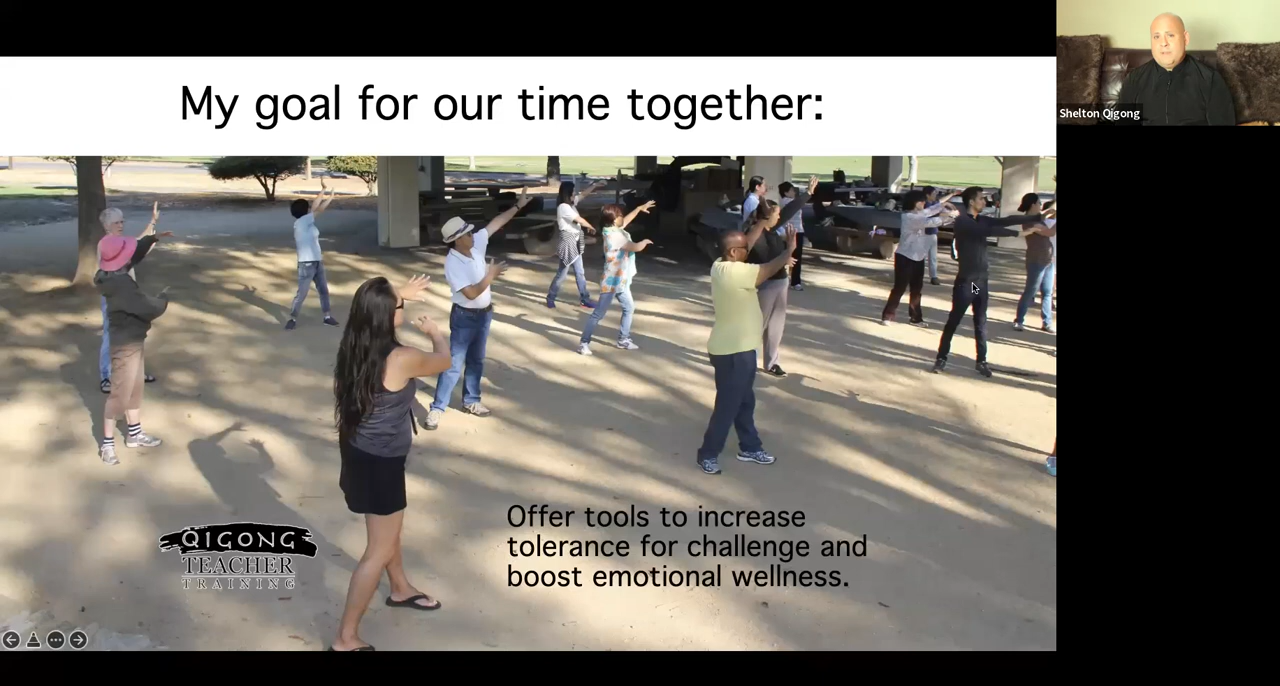 My goal for our time together:
Shelton Qigong
Offer tools to increase
tolerance for challenge and
boost emotional wellness.
QIGONG
TEACHER
TRAINING